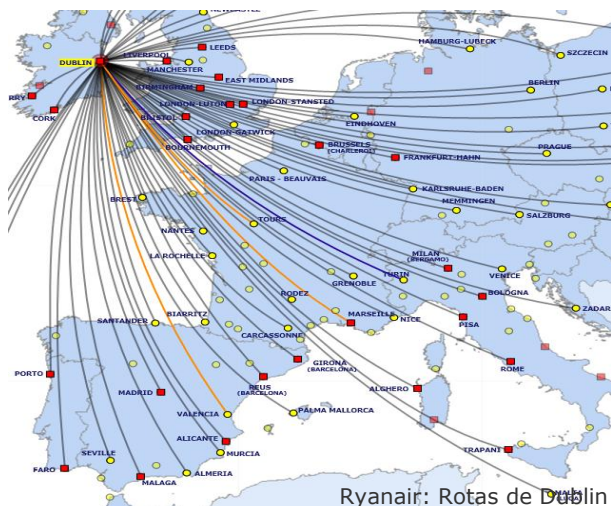 NEWCASTLE
LEEDS
HAMBURG-LUBECK
SZCZECIN
LIVERPOOL
DUBLIN
MANCHESTER
EAST MIDLANDS
BERLIN
BIRMINGHAM
RRY
LONDON-LUTON
LONDON-STANSTED
CORK
BRISTOL
EINDHOVEN
LONDON-GATWICK
BOURNEMOUTH
BRUSSELS
(CHARLEROI)
PRAGUE
FRANKFURT-HAHN
PARIS - BEAUVAIS
KARLSRUHE-BADEN
BREST
MEMMINGEN
SALZBURG
TOURS
NANTES
LA ROCHELLE
MILAN
(BERGAMO)
VENICE
TURIN
GRENOBLE
RODEZ
BOLOGNA
ZADAR
BIARRITZ
SANTANDER
MARSEILLE
NICE
PISA
CARCASSONNE
GIRONA
(BARCELONA)
ROME
PORTO
REUS
(BARCELONA)
ALGHERO
MADRID
VALENCIA
PALMA MALLORCA
ALICANTE
MURCIA
TRAPANI
SEVILLE
FARO
MALAGA
ALMERIA
MALTA
(LUQA)
Ryanair: Rotas de Dublin